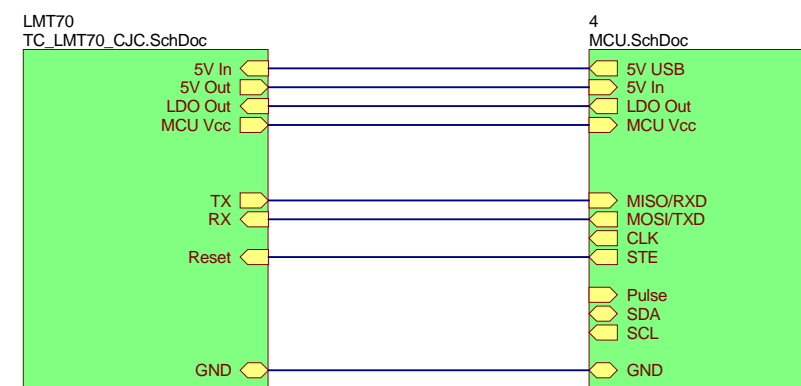 LMT70
TC_LMT70_CJC.SchDoc
5V In
5V Out
LDO Out
MCU Vcc
TX
RX
Reset
GND
4
MCU.SchDoc
5V USB
5V In
LDO Out
MCU Vcc
MISO/RXD
MOSI/TXD
CLK
STE
Pulse
SDA
SCL
GND